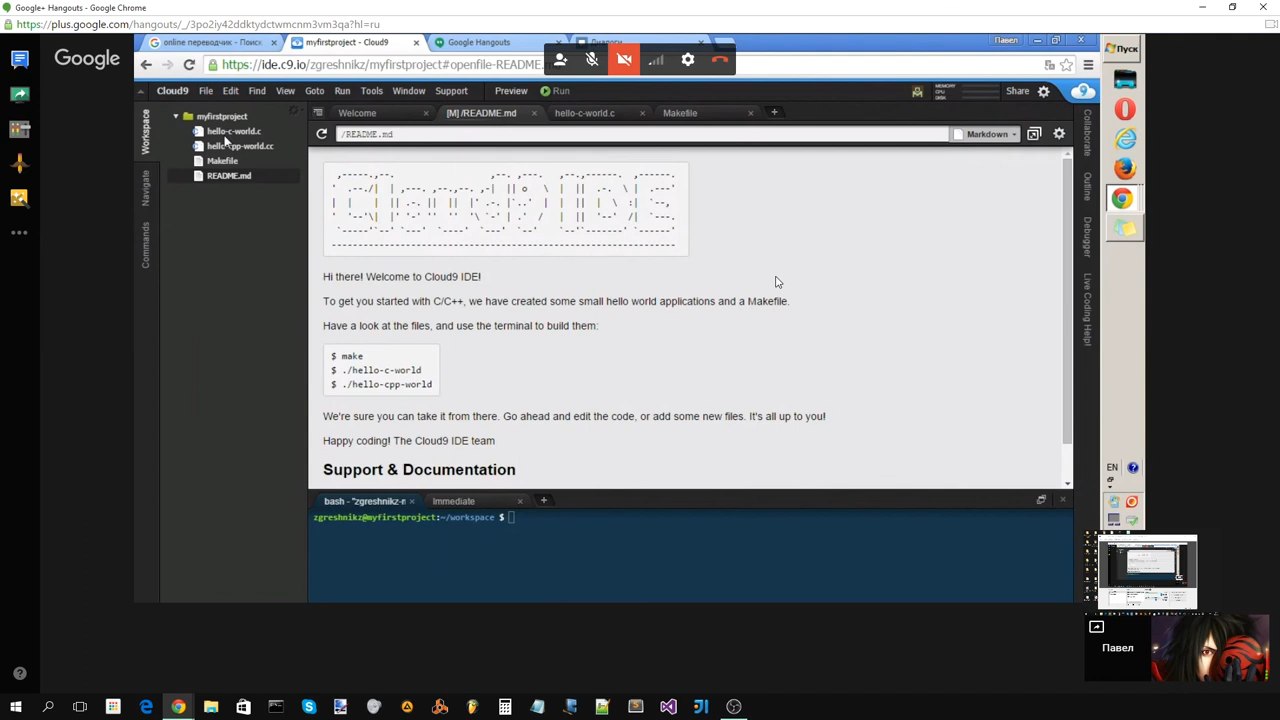 Google+ Hangouts - Google Chrome
https://plus.google.com/hangouts/_/3po2iy42ddktydctwmcnm3vm3qa?hl=ru
Google
online переводчик - Поиск
myfirstproject - Cloud9
Google Hangouts
Диалоги
Павел
https://ide.c9.io/zgreshnikz/myfirstproject#openfile-README.m
Cloud9 File Edit Find View Goto Run Tools Window Support Preview Run
MEMORY
CPU
DISK
Share
Workspace
Navigate
Commands
myfirstproject
hello-c-world.c
hello-cpp-world.cc
Makefile
README.md
Welcome
[M] /README.md
hello-c-world.c
Makefile
/README.md
Markdown
Cloud9 IDE
Hi there! Welcome to Cloud9 IDE!
To get you started with C/C++, we have created some small hello world applications and a Makefile.
Have a look at the files, and use the terminal to build them:
$ make
$ ./hello-c-world
$ ./hello-cpp-world
We're sure you can take it from there. Go ahead and edit the code, or add some new files. It's all up to you!
Happy coding! The Cloud9 IDE team
Support & Documentation
bash - "zgreshnikz-m
Immediate
zgreshnikz@myfirstproject:~/workspace $
Collaborate
Outline
Debugger
Live Coding Help!
Пуск
EN
Павел